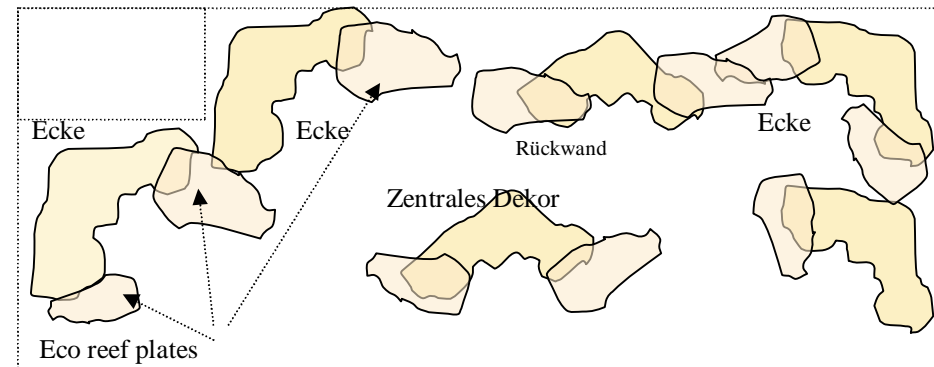 Ecke
Ecke
Ecke
Rückwand
Zentrales Dekor
Eco reef plates